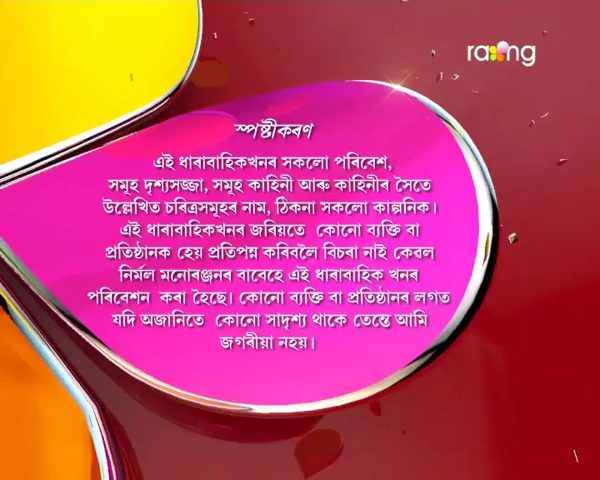 rang
স্পষ্টীকৰণ
এই ধাৰাবাহিকখনৰ সকলো পৰিবেশ,
সমূহ দৃশ্যসজ্জা, সমূহ কাহিনী আৰু কাহিনীৰ সৈতে
উল্লেখিত চৰিত্ৰসমূহৰ নাম, ঠিকনা সকলো কাল্পনিক।
এই ধাৰাবাহিকখনৰ জৰিয়তে কোনো ব্যক্তি বা
প্ৰতিষ্ঠানক হেয় প্ৰতিপন্ন কৰিবলৈ বিচৰা নাই কেৱল
নিৰ্মল মনোৰঞ্জনৰ বাবেহে এই ধাৰাবাহিক খনৰ
পৰিবেশন কৰা হৈছে। কোনো ব্যক্তি বা প্ৰতিষ্ঠানৰ লগত
যদি অজানিতে কোনো সাদৃশ্য থাকে তেন্তে আমি
জগৰীয়া নহয়।